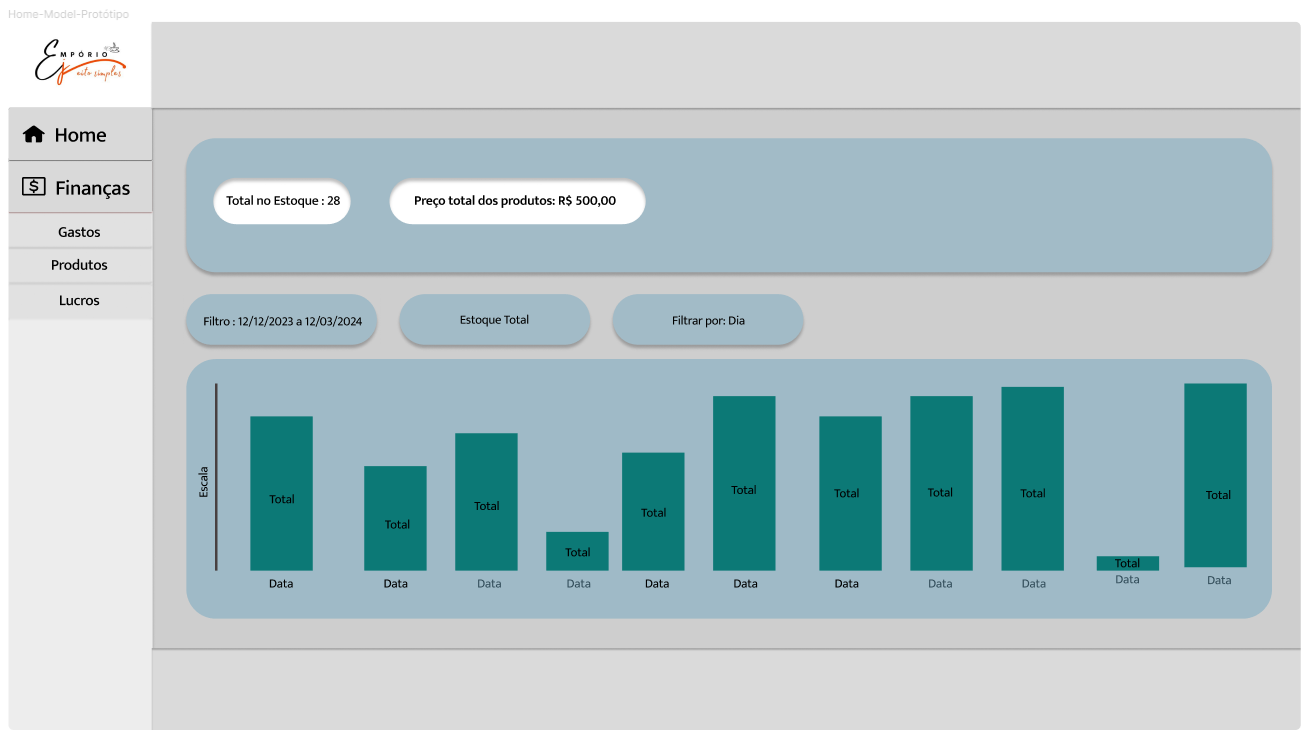 Home-Model-Protótipo
EMPÓRIO
Home
Finanças
Gastos
Produtos
Lucros
Total no Estoque : 28
Preço total dos produtos: R$ 500,00
Filtro : 12/12/2023 a 12/03/2024
Estoque Total
Filtrar por: Dia
Escala
Total
Total
Total
Total
Total
Total
Total
Total
Total
Total
Total
Data
Data
Data
Data
Data
Data
Data
Data
Data
Data
Data